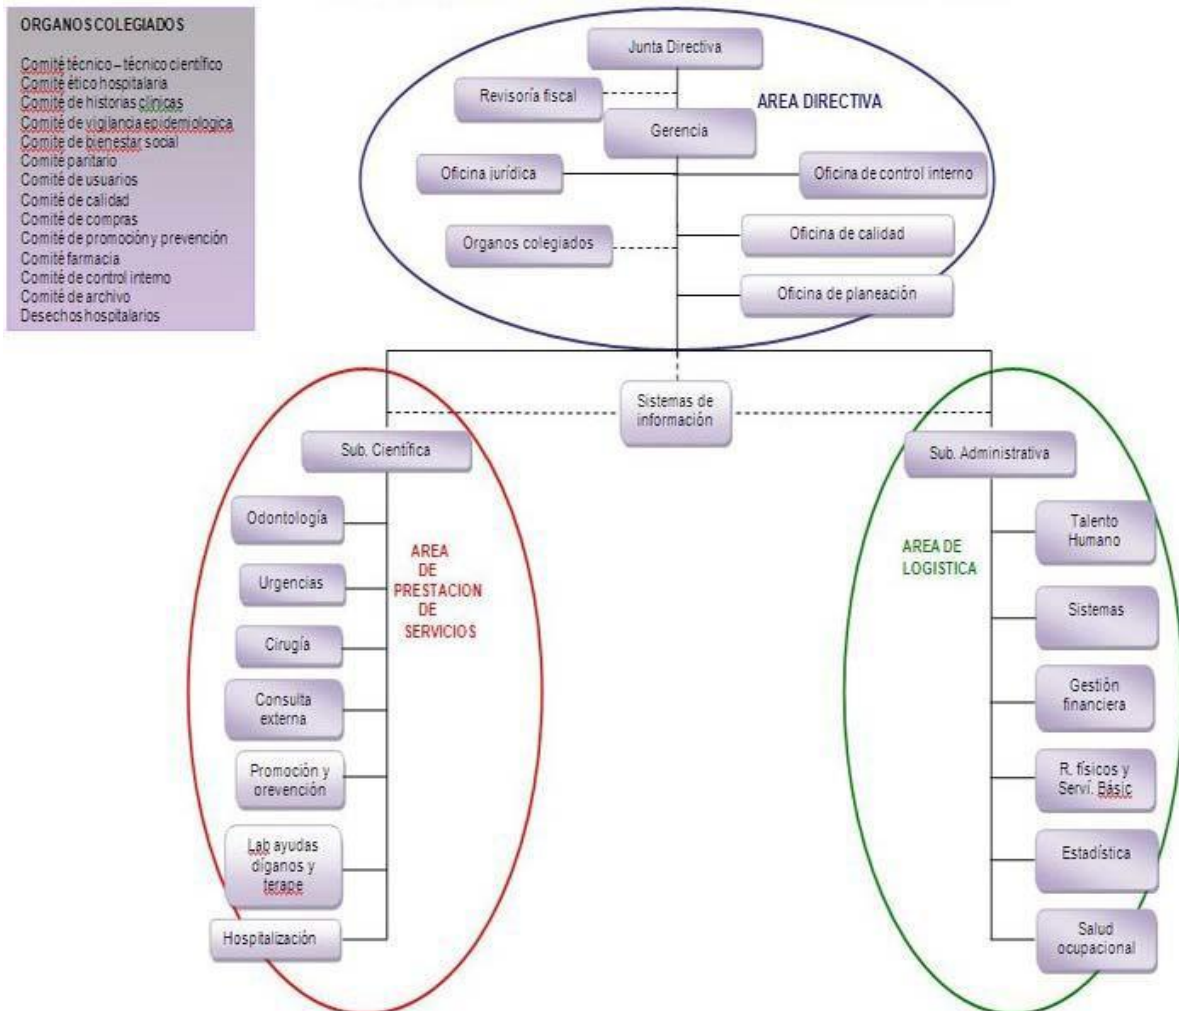 ORGANOS COLEGIADOS
Comité técnico – técnico científico
Comité ético hospitalaria
Comité de historias clínicas
Comité de vigilancia epidemiologica
Comité de bienestar social
Comité paritario
Comité de usuarios
Comité de calidad
Comité de compras
Comité de promoción y prevención
Comité farmacia
Comité de control interno
Comité de archivo
Desechos hospitalarios
Junta Directiva
Revisoría fiscal
AREA DIRECTIVA
Gerencia
Oficina jurídica
Oficina de control interno
Organos colegiados
Oficina de calidad
Oficina de planeación
Sistemas de
información
Sub. Científica
Odontología
Urgencias
Cirugía
Consulta
externa
Promoción y
orevención
Lab ayudas
díganos y
terape
Hospitalización
AREA
DE
PRESTACION
DE
SERVICIOS
Sub. Administrativa
AREA DE
LOGISTICA
Talento
Humano
Sistemas
Gestión
financiera
R. físicos y
Serví. Básic
Estadística
Salud
ocupacional